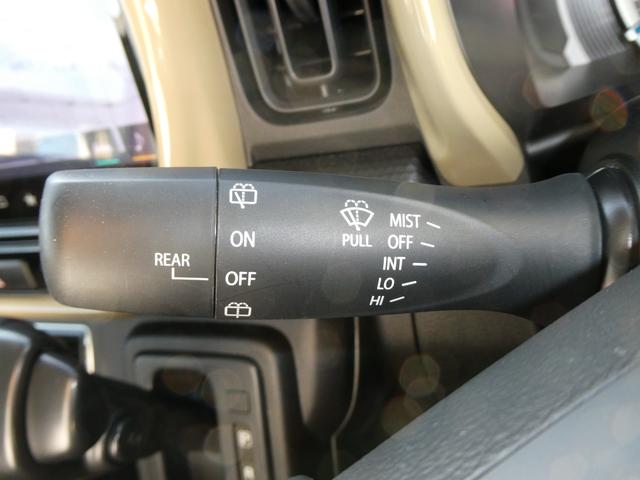 REAR
ON
OFF
PULL
MIST
OFF
INT
LO
HI
P